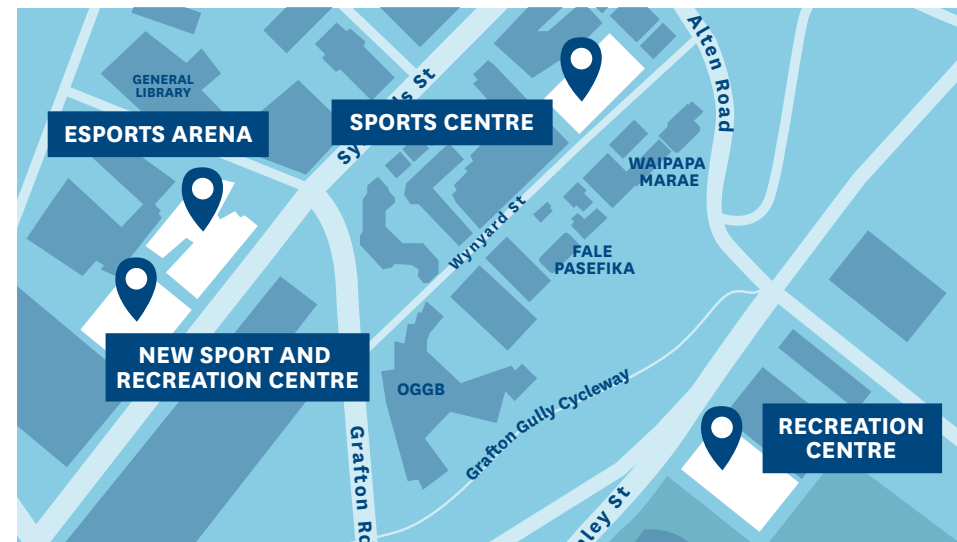 GENERAL
LIBRARY
ESPORTS ARENA
SPORTS CENTRE
Alten Road
WAIPAPA
MARAE
Wynyard St
FALE
PASEFIKA
NEW SPORT AND
RECREATION CENTRE
OGGB
Grafton Gully Cycleway
Grafton
RECREATION
CENTRE